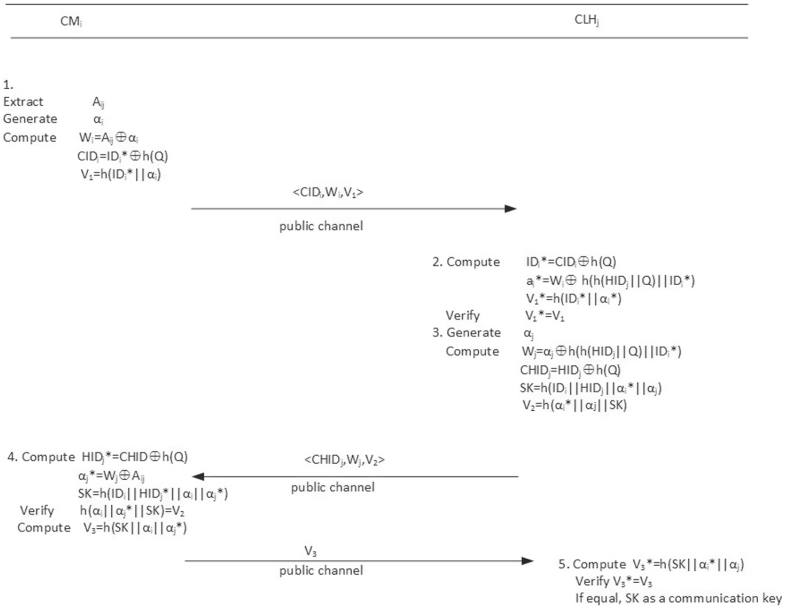 CMᵢ CLHⱼ
1.
Extract Aᵢⱼ
Generate αᵢ
Compute Wᵢ=Aᵢⱼ⊕αᵢ
CIDᵢ=IDᵢ*⊕h(Q)
V₁=h(IDᵢ*||αᵢ)
<CIDᵢ,Wᵢ,V₁>
public channel
2. Compute IDᵢ*=CIDᵢ⊕h(Q)
aᵢ*=Wᵢ⊕ h(h(HIDⱼ||Q)||IDᵢ*)
V₁*=h(IDᵢ*||αᵢ*)
Verify V₁*=V₁
3. Generate αⱼ
Compute Wⱼ=αⱼ⊕h(h(HIDⱼ||Q)||IDᵢ*)
CHIDⱼ=HIDⱼ⊕h(Q)
SK=h(IDᵢ||HIDⱼ||αᵢ*||αⱼ)
V₂=h(αᵢ*||αj||SK)
4. Compute HIDⱼ*=CHID⊕h(Q)
αⱼ*=Wⱼ⊕Aᵢⱼ
SK=h(IDᵢ||HIDⱼ*||αᵢ||αⱼ*)
Verify h(αᵢ||αⱼ*||SK)=V₂
Compute V₃=h(SK||αᵢ||αⱼ*)
<CHIDⱼ,Wⱼ,V₂>
public channel
V₃
public channel
5. Compute V₃*=h(SK||αᵢ*||αⱼ)
Verify V₃*=V₃
If equal, SK as a communication key